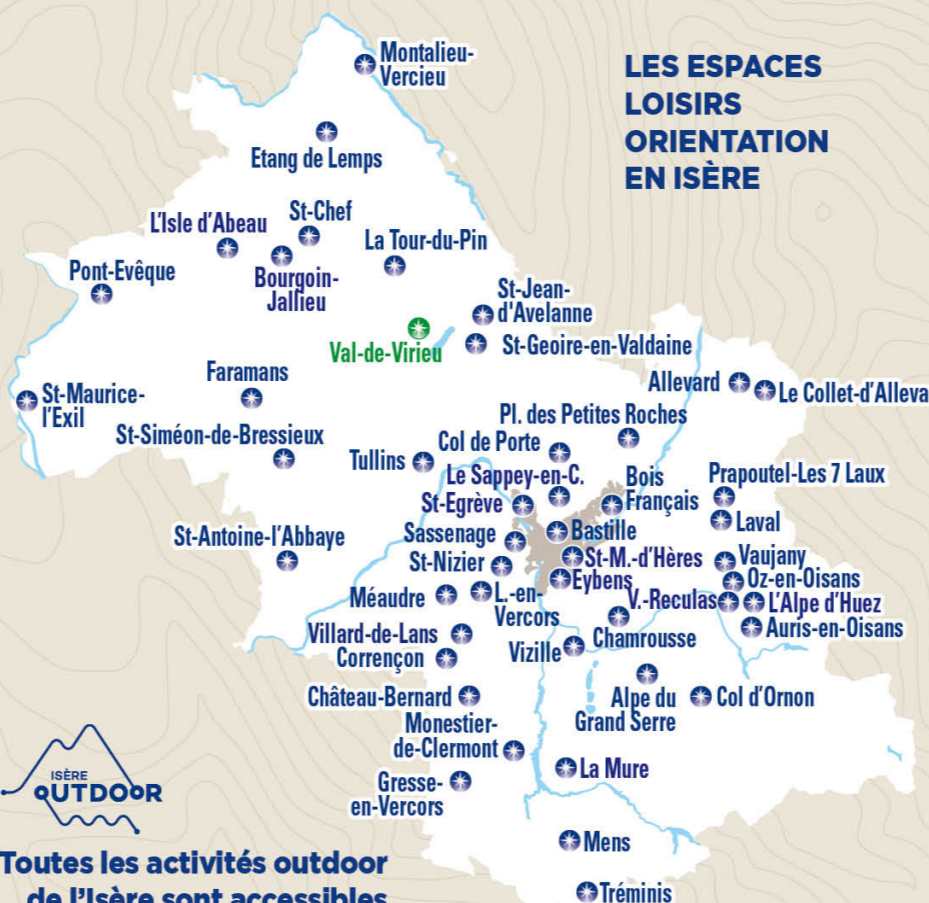 LES ESPACES
LOISIRS
ORIENTATION
EN ISÈRE
Montalieu-
Vercieu
Etang de Lemps
St-Chef
L'Isle d'Abeau
La Tour-du-Pin
Bourgoin-
Jallieu
Pont-Evêque
St-Jean-
d'Avelanne
Val-de-Virieu
St-Geoire-en-Valdaine
Faramans
Allevard
Le Collet-d'Alleva
St-Maurice-
l'Exil
Pl. des Petites Roches
St-Siméon-de-Bressieux
Col de Porte
Tullins
Le Sappey-en-C.
Bois
Français
Prapoutel-Les 7 Laux
St-Egrève
Laval
Bastille
Sassenage
St-Antoine-l'Abbaye
St-M.-d'Hères
Vaujany
St-Nizier
Eybens
Oz-en-Oisans
Méaudre
L.-en-
Vercors
V.-Reculas
L'Alpe d'Huez
Auris-en-Oisans
Chamrousse
Villard-de-Lans
Vizille
Corrençon
Château-Bernard
Alpe du
Grand Serre
Col d'Ornon
Monestier-
de-Clermont
La Mure
Gresse-
en-Vercors
ISÈRE
OUTDOOR
Mens
Toutes les activités outdoor
de l'Isère sont accessibles
Tréminis